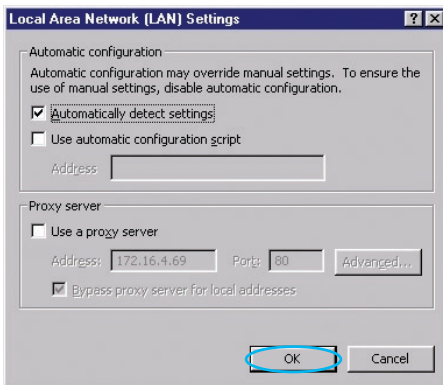 Local Area Network (LAN) Settings
Automatic configuration
Automatic configuration may override manual settings. To ensure the
use of manual settings, disable automatic configuration.
Automatically detect settings
Use automatic configuration script
Address
Proxy server
Use a proxy server
Address: 172.16.4.69 Port: 80 Advanced...
Bypass proxy server for local addresses
OK Cancel